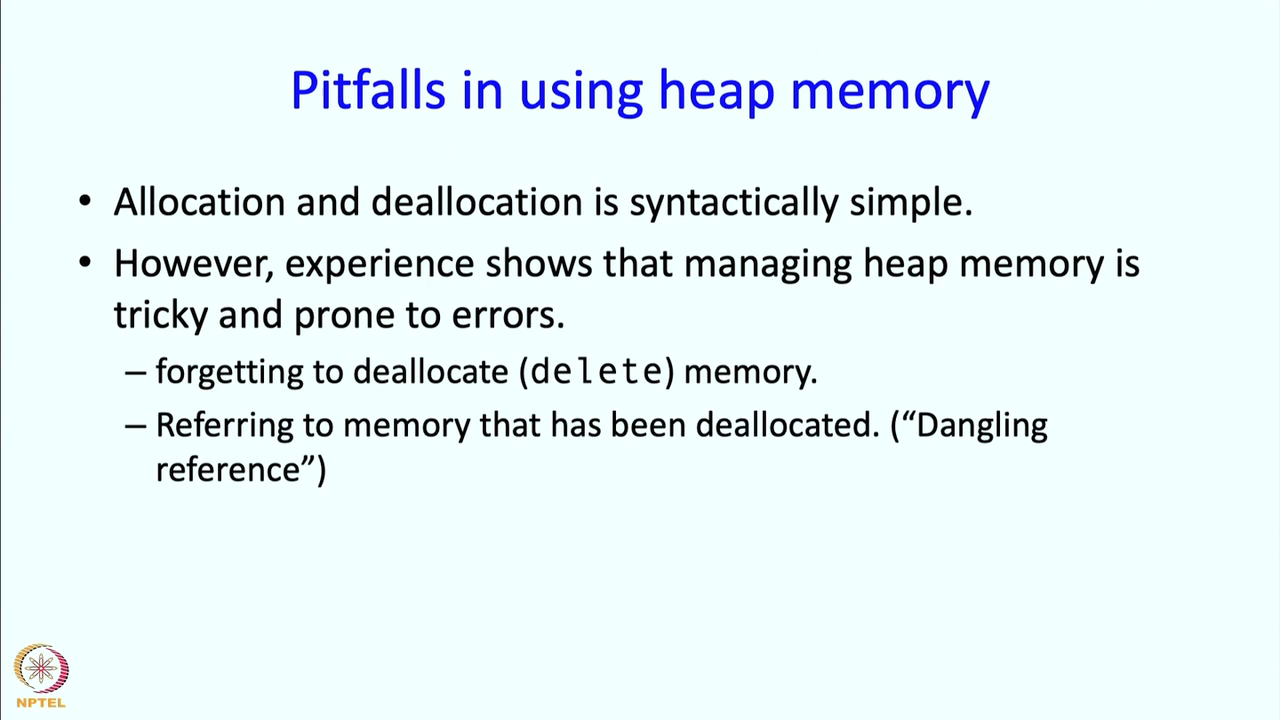 Pitfalls in using heap memory
• Allocation and deallocation is syntactically simple.
• However, experience shows that managing heap memory is
tricky and prone to errors.
– forgetting to deallocate (delete) memory.
– Referring to memory that has been deallocated. (“Dangling
reference”)
NPTEL